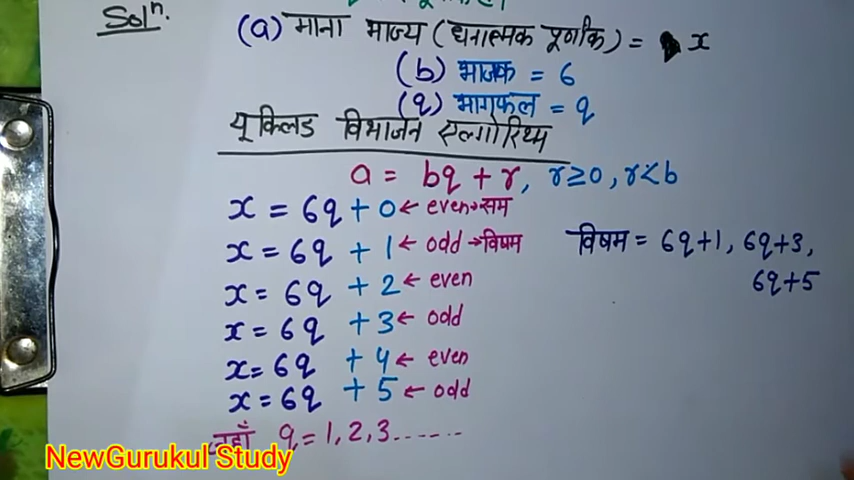 Solⁿ.
(a) माना भाज्य (धनात्मक पूर्णांक) = x
(b) भाजक = 6
(q) भागफल = q
यूक्लिड विभाजन एल्गोरिथ्म
a = bq + r, r≥0, r<b
x = 6q + 0 ← even→सम
x = 6q + 1 ← odd →विषम
x = 6q + 2 ← even
x = 6q + 3 ← odd
x = 6q + 4 ← even
x = 6q + 5 ← odd
जहाँ q = 1, 2, 3.......
विषम = 6q+1, 6q+3,
6q+5
NewGurukul Study